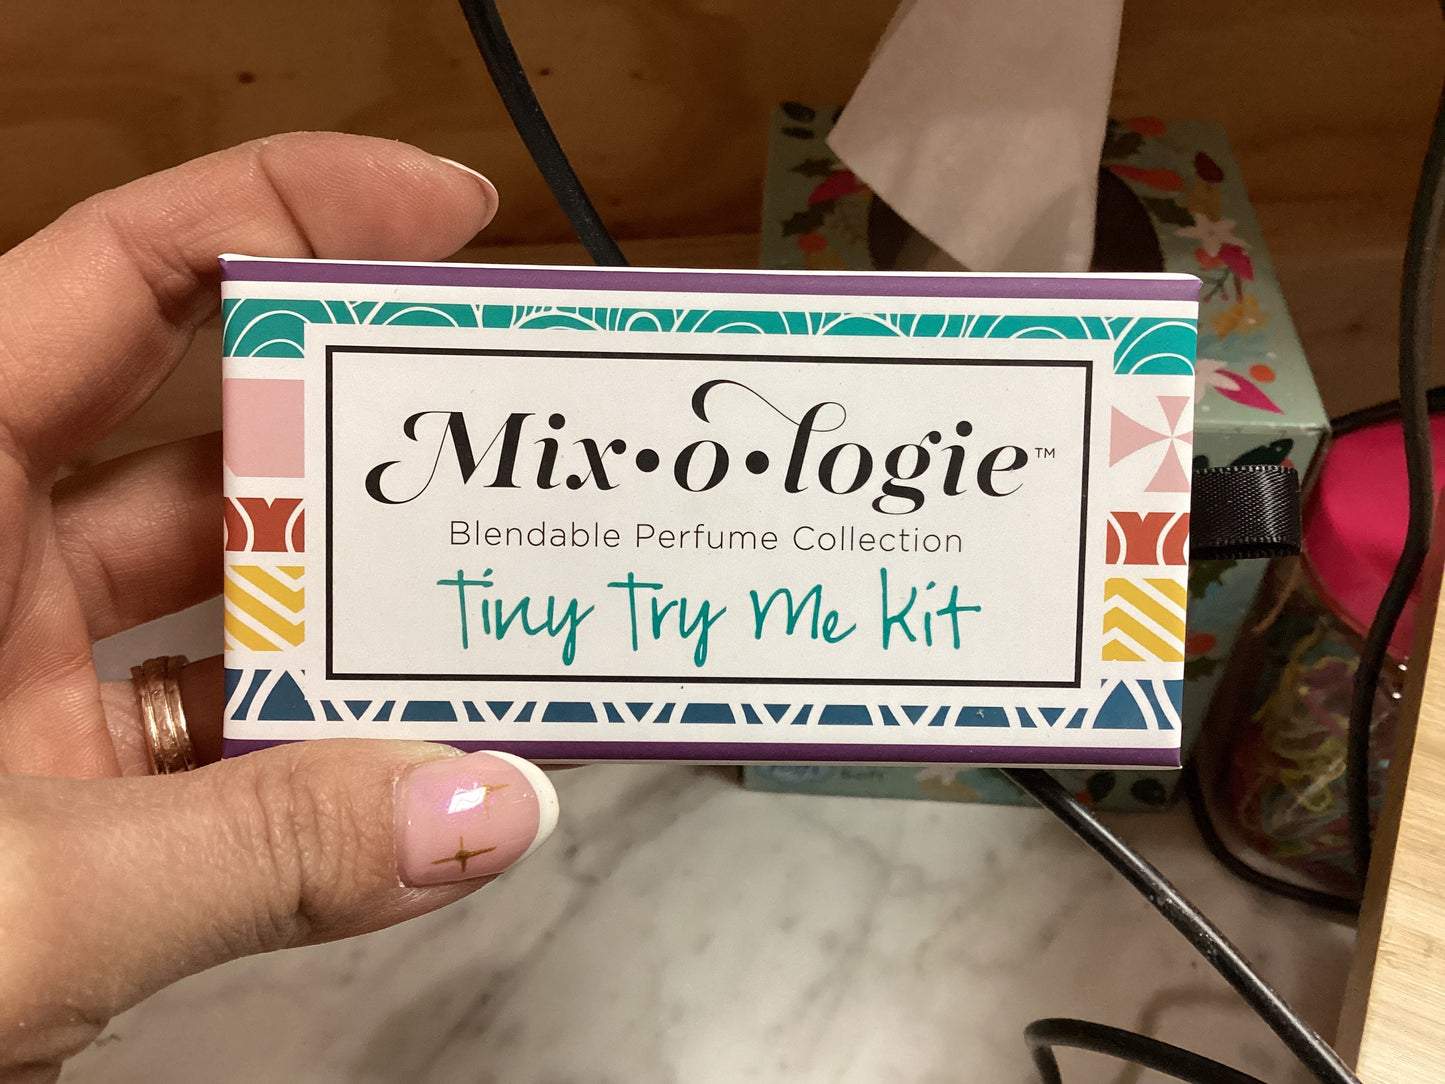 Mix•o•logie™
Blendable Perfume Collection
Tiny Try Me Kit